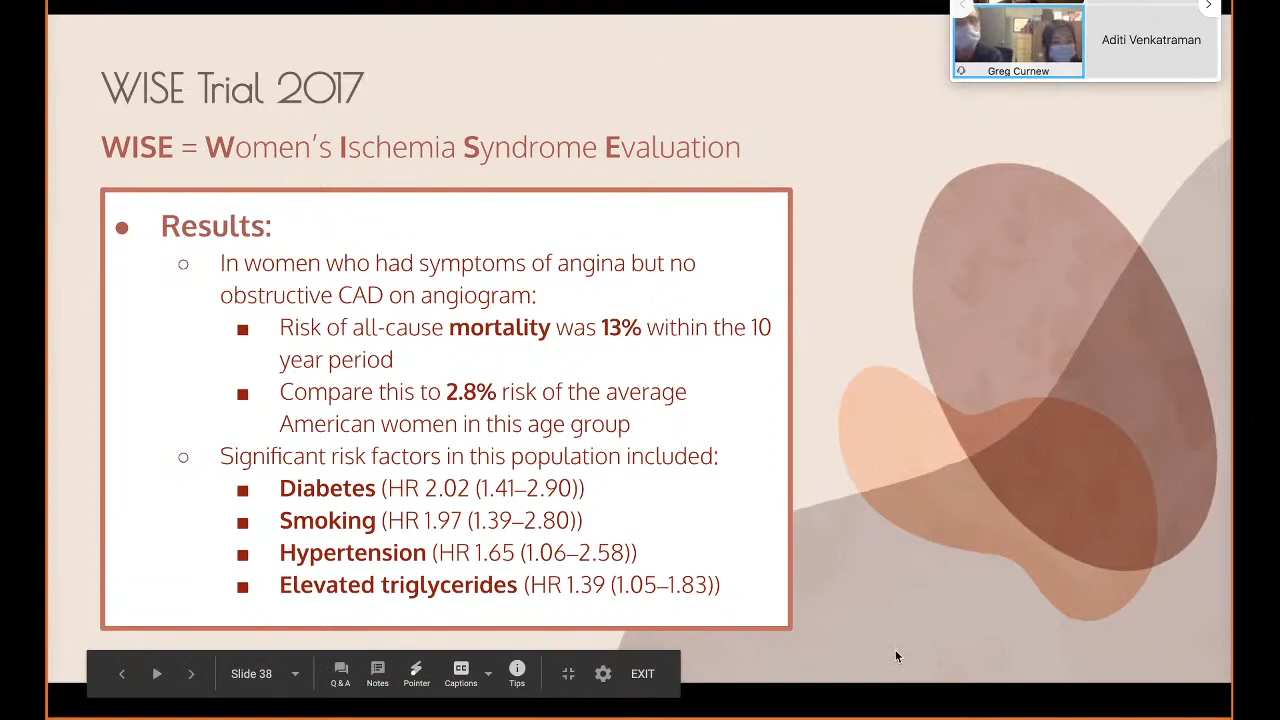 WISE Trial 2017
WISE = Women's Ischemia Syndrome Evaluation
● Results:
○ In women who had symptoms of angina but no
obstructive CAD on angiogram:
■ Risk of all-cause mortality was 13% within the 10
year period
■ Compare this to 2.8% risk of the average
American women in this age group
○ Significant risk factors in this population included:
■ Diabetes (HR 2.02 (1.41–2.90))
■ Smoking (HR 1.97 (1.39–2.80))
■ Hypertension (HR 1.65 (1.06–2.58))
■ Elevated triglycerides (HR 1.39 (1.05–1.83))
Greg Curnew
Aditi Venkatraman
Slide 38
Q & A
Notes
Pointer
Captions
Tips
EXIT